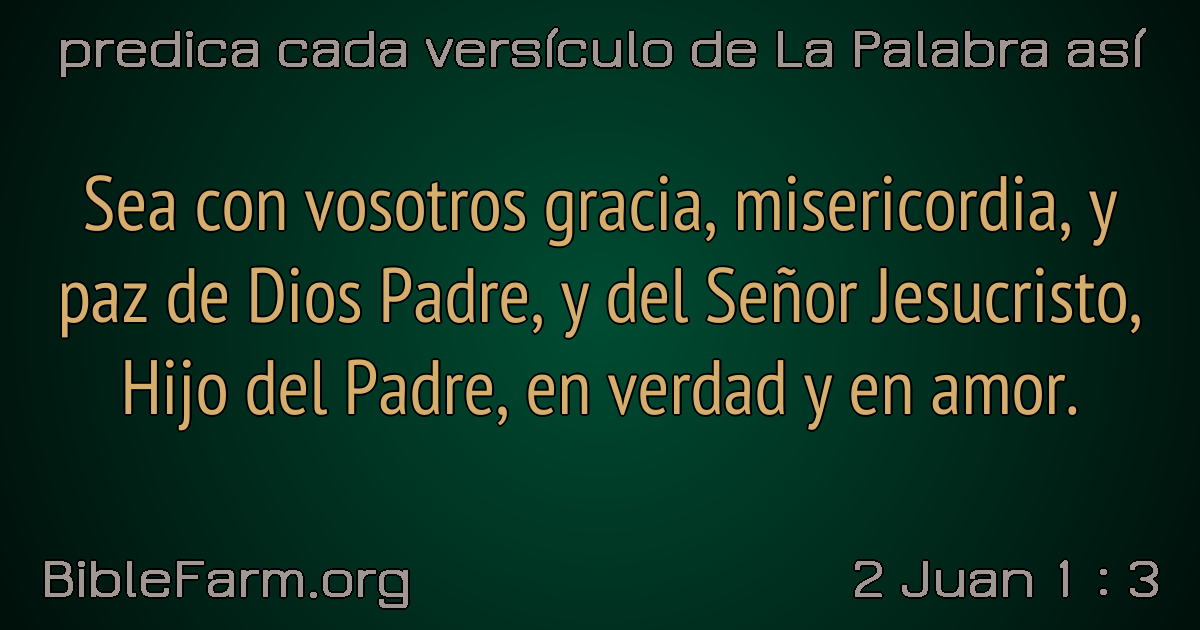 predica cada versículo de La Palabra así
Sea con vosotros gracia, misericordia, y
paz de Dios Padre, y del Señor Jesucristo,
Hijo del Padre, en verdad y en amor.
BibleFarm.org
2 Juan 1 : 3